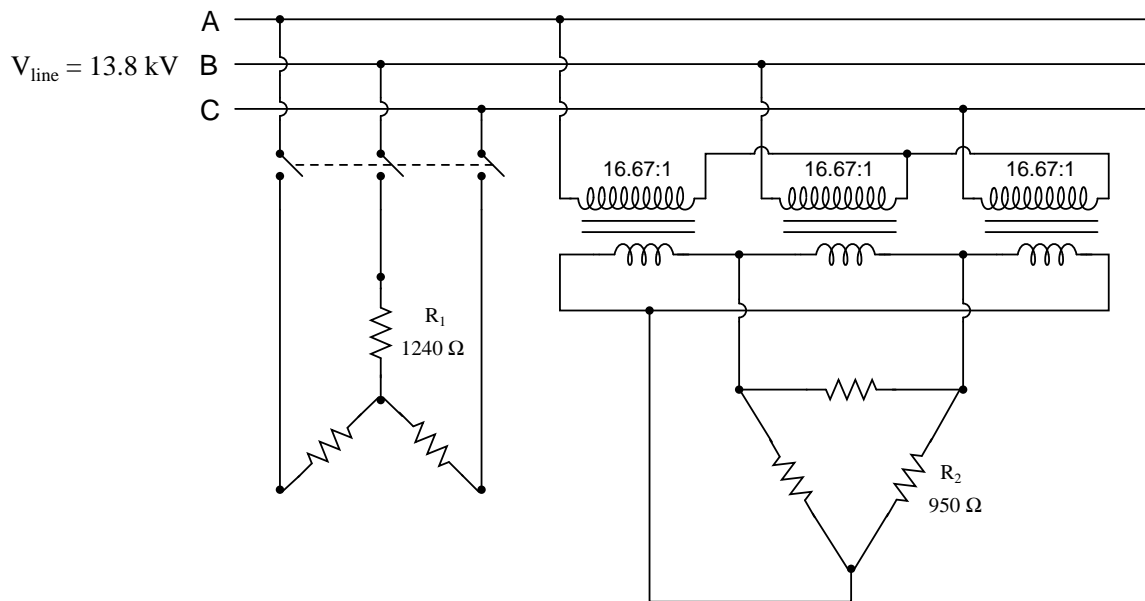 A
V_line = 13.8 kV B
C
16.67:1 16.67:1 16.67:1
R₁
1240 Ω
R₂
950 Ω